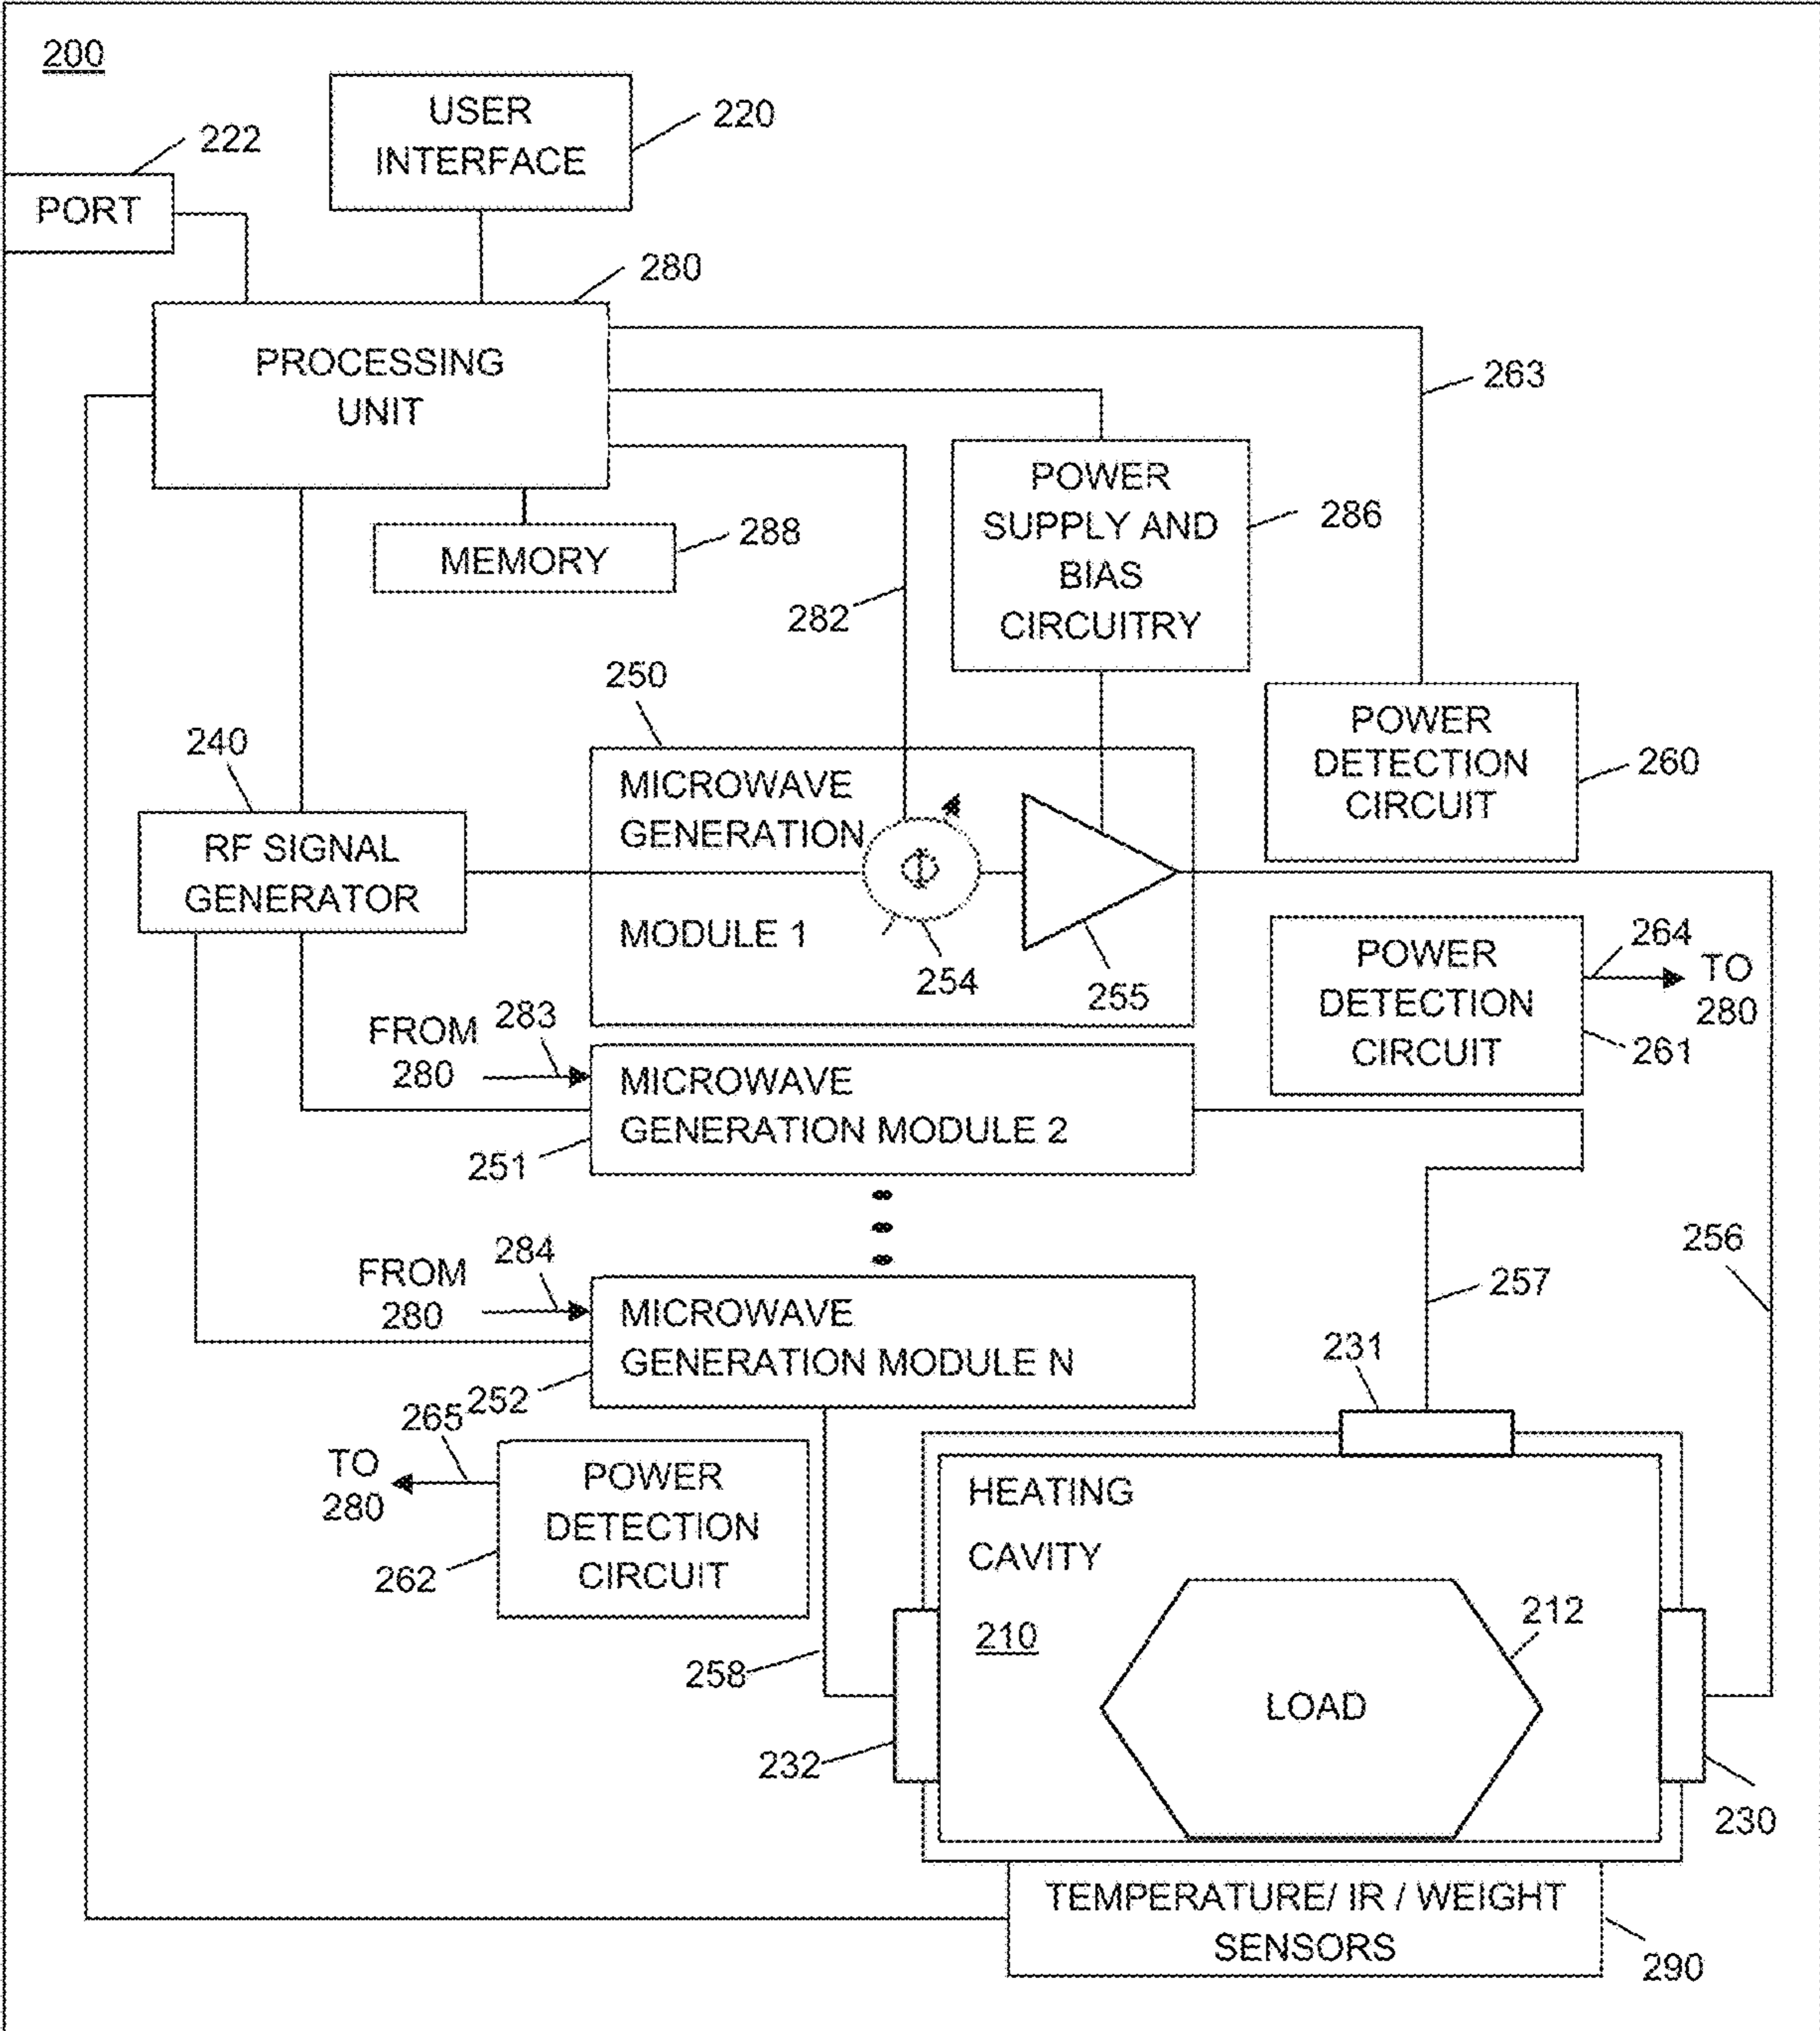 200
USER
INTERFACE
220
222
PORT
280
PROCESSING
UNIT
263
POWER
SUPPLY AND
BIAS
CIRCUITRY
286
MEMORY
288
282
250
240
RF SIGNAL
GENERATOR
MICROWAVE
GENERATION
MODULE 1
Φ
254
255
POWER
DETECTION
CIRCUIT
260
POWER
DETECTION
CIRCUIT
264
TO
280
261
FROM
280
283
MICROWAVE
GENERATION MODULE 2
251
FROM
280
284
MICROWAVE
GENERATION MODULE N
252
257
256
231
265
TO
280
POWER
DETECTION
CIRCUIT
262
258
HEATING
CAVITY
210
212
LOAD
232
230
TEMPERATURE/ IR / WEIGHT
SENSORS
290